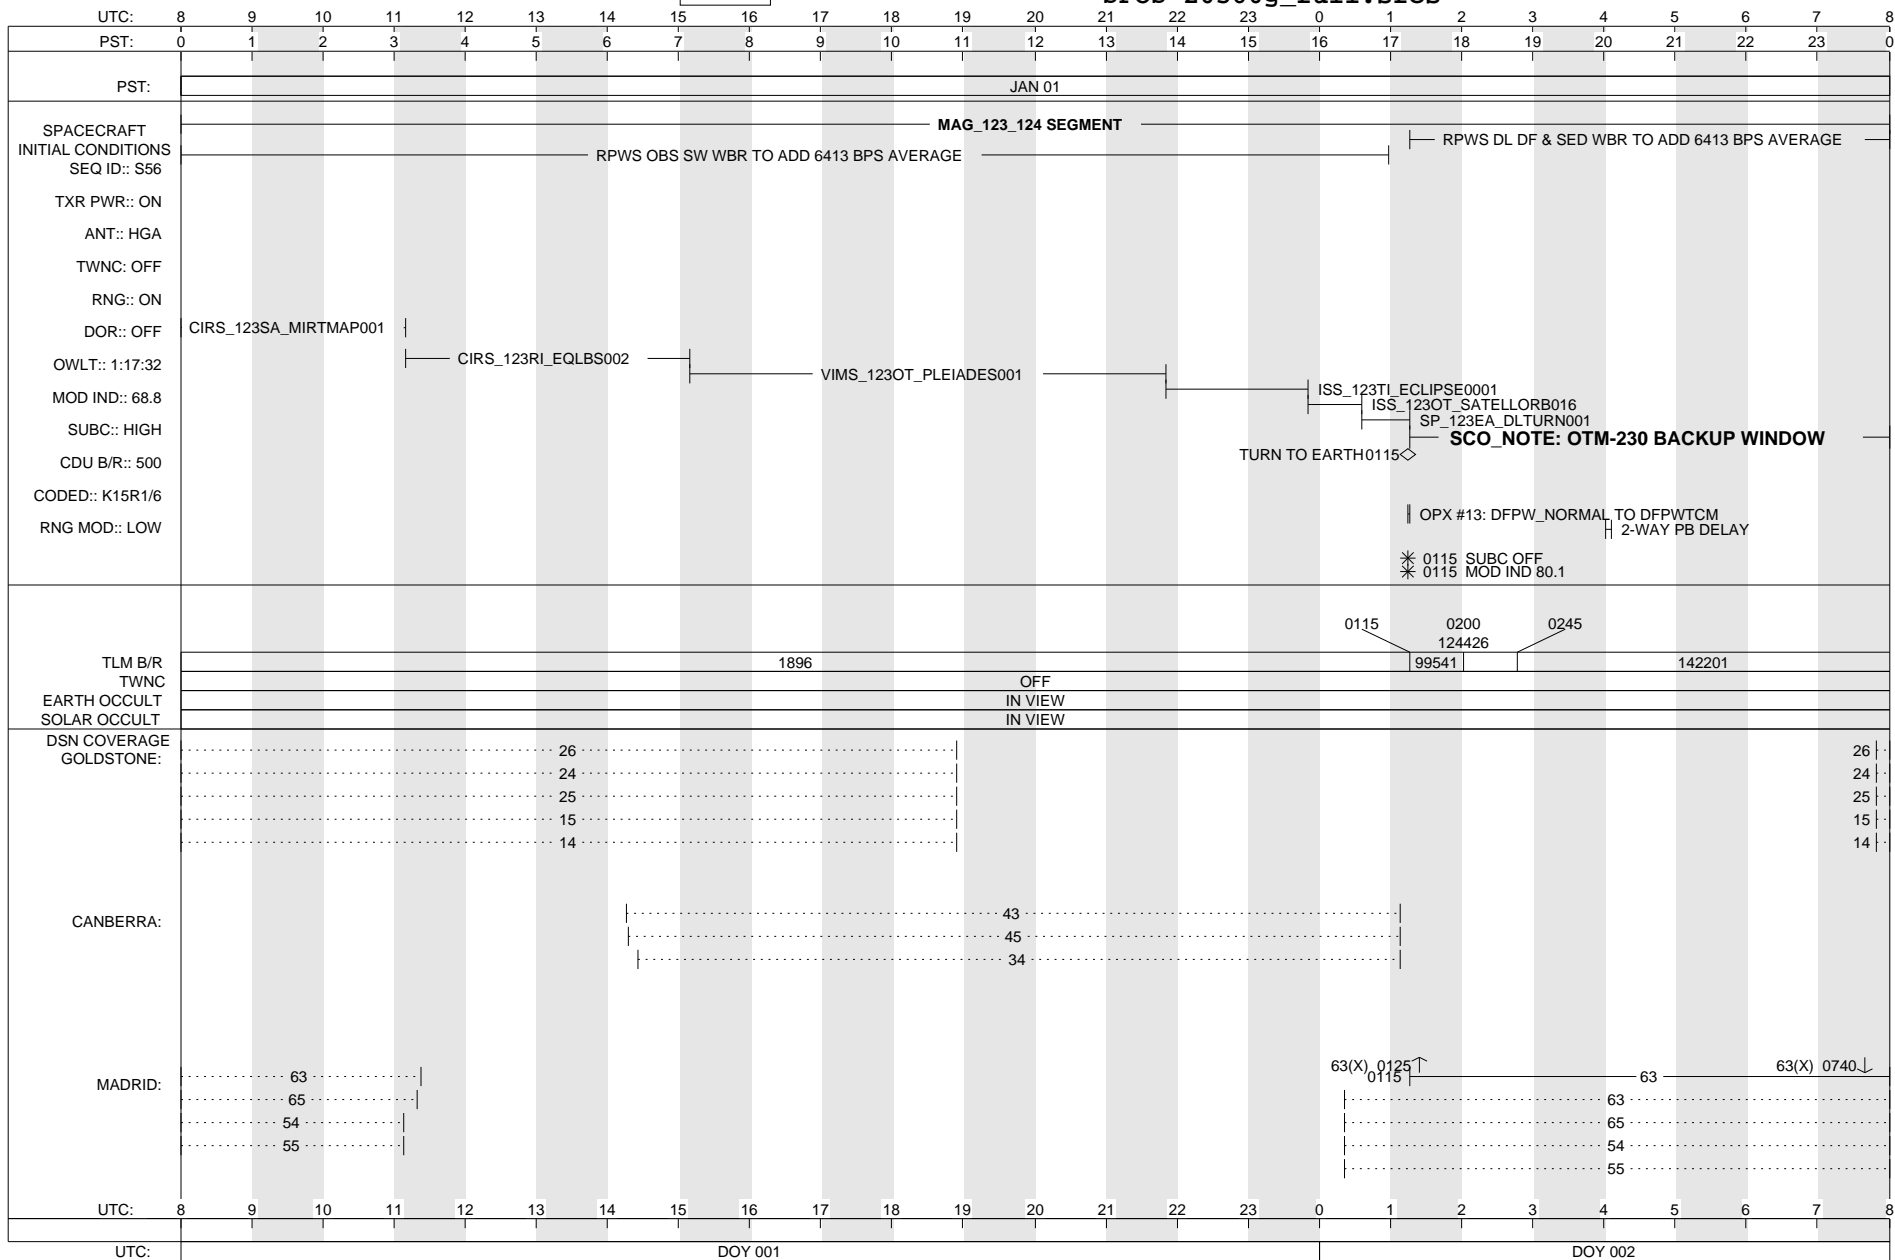 UTC: 8 9 10 11 12 13 14 15 16 17 18 19 20 21 22 23 0 1 2 3 4 5 6 7 8
PST: 0 1 2 3 4 5 6 7 8 9 10 11 12 13 14 15 16 17 18 19 20 21 22 23 0
PST: JAN 01
SPACECRAFT
INITIAL CONDITIONS
SEQ ID:: S56
TXR PWR:: ON
ANT:: HGA
TWNC: OFF
RNG:: ON
DOR:: OFF
OWLT:: 1:17:32
MOD IND:: 68.8
SUBC:: HIGH
CDU B/R:: 500
CODED:: K15R1/6
RNG MOD:: LOW
MAG_123_124 SEGMENT
RPWS DL DF & SED WBR TO ADD 6413 BPS AVERAGE
RPWS OBS SW WBR TO ADD 6413 BPS AVERAGE
CIRS_123SA_MIRTMAP001
CIRS_123RI_EQLBS002
VIMS_123OT_PLEIADES001
ISS_123TI_ECLIPSE0001
ISS_123OT_SATELLORB016
SP_123EA_DLTURN001
SCO_NOTE: OTM-230 BACKUP WINDOW
TURN TO EARTH0115
OPX #13: DFPW_NORMAL TO DFPWTCM
2-WAY PB DELAY
0115 SUBC OFF
0115 MOD IND 80.1
0115 0200 0245
124426
TLM B/R 1896 99541 142201
TWNC OFF
EARTH OCCULT IN VIEW
SOLAR OCCULT IN VIEW
DSN COVERAGE
GOLDSTONE:
26 26
24 24
25 25
15 15
14 14
CANBERRA:
43
45
34
MADRID:
63(X) 0125 63(X) 0740
63 0115 63
65 63
54 65
55 54
55
UTC: 8 9 10 11 12 13 14 15 16 17 18 19 20 21 22 23 0 1 2 3 4 5 6 7 8
UTC: DOY 001 DOY 002